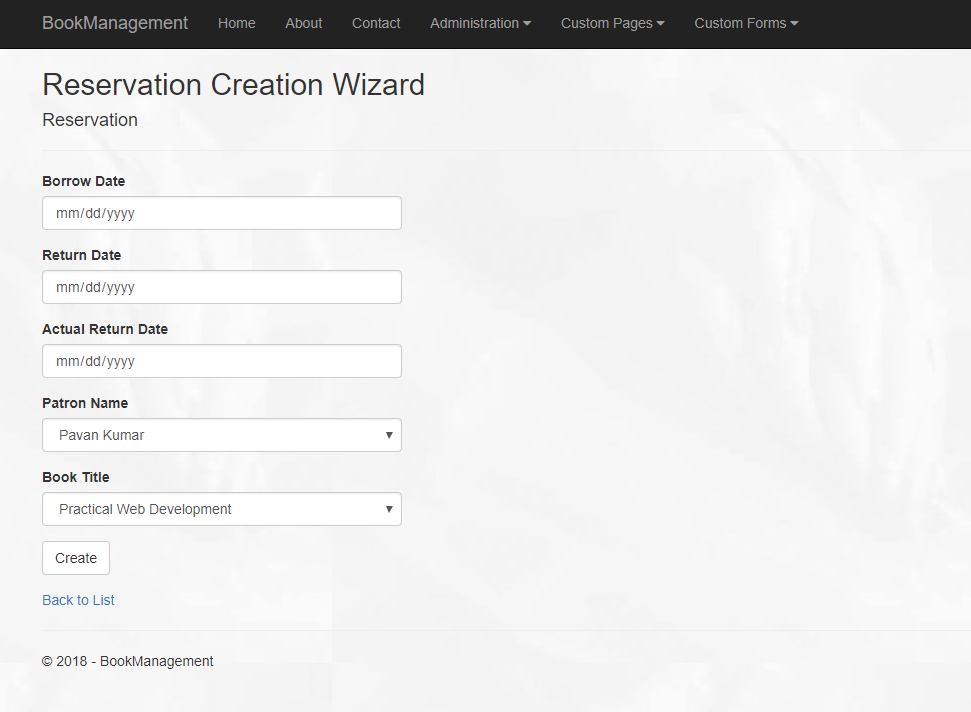 BookManagement Home About Contact Administration Custom Pages Custom Forms
Reservation Creation Wizard
Reservation
Borrow Date
mm/dd/yyyy
Return Date
mm/dd/yyyy
Actual Return Date
mm/dd/yyyy
Patron Name
Pavan Kumar
Book Title
Practical Web Development
Create
Back to List
© 2018 - BookManagement